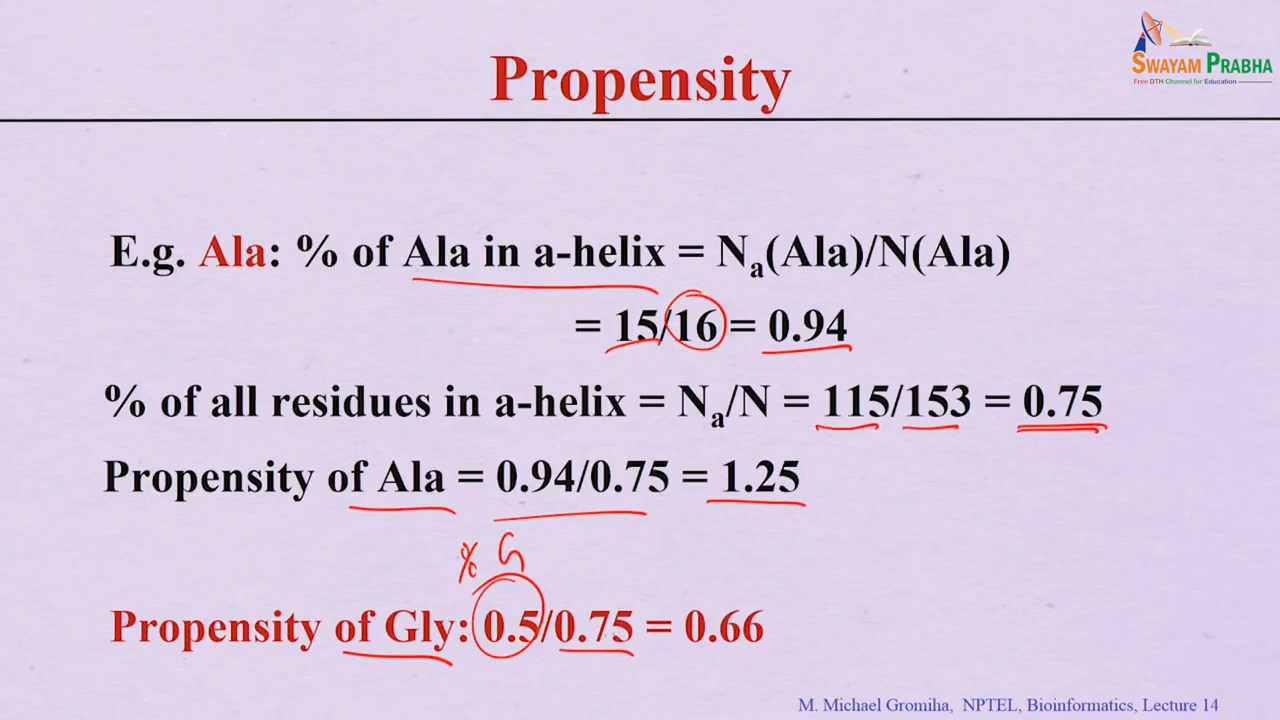 Propensity
SWAYAM PRABHA
Free DTH Channel for Education
E.g. Ala: % of Ala in a-helix = Na(Ala)/N(Ala)
= 15/16 = 0.94
% of all residues in a-helix = Na/N = 115/153 = 0.75
Propensity of Ala = 0.94/0.75 = 1.25
% G
Propensity of Gly: 0.5/0.75 = 0.66
M. Michael Gromiha, NPTEL, Bioinformatics, Lecture 14